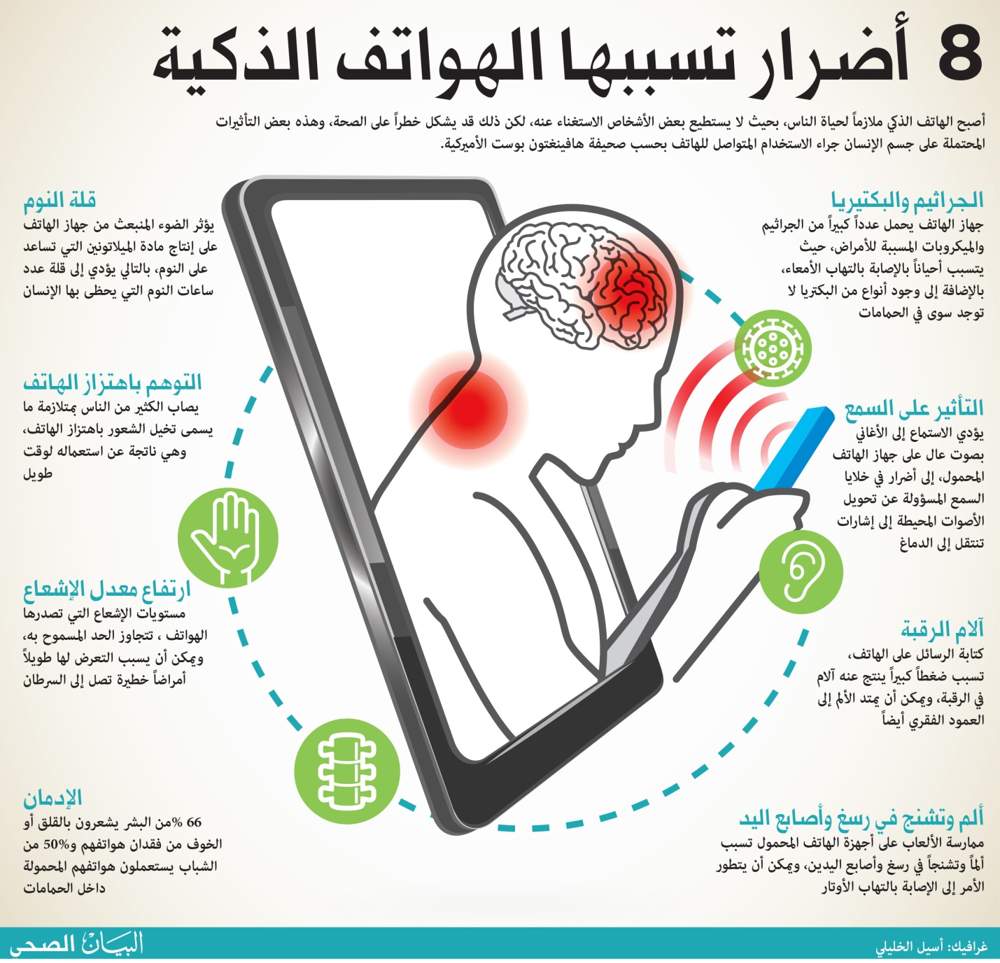 8 أضرار تسببها الهواتف الذكية
أصبح الهاتف الذكي ملازماً لحياة الناس، بحيث لا يستطيع بعض الأشخاص الاستغناء عنه، لكن ذلك قد يشكل خطراً على الصحة، وهذه بعض التأثيرات
المحتملة على جسم الإنسان جراء الاستخدام المتواصل للهاتف بحسب صحيفة هافينغتون بوست الأميركية.
الجراثيم والبكتيريا
جهاز الهاتف يحمل عدداً كبيراً من الجراثيم
والميكروبات المسببة للأمراض، حيث
يتسبب أحياناً بالإصابة بالتهاب الأمعاء،
بالإضافة إلى وجود أنواع من البكتريا لا
توجد سوى في الحمامات
التأثير على السمع
يؤدي الاستماع إلى الأغاني
بصوت عال على جهاز الهاتف
المحمول، إلى أضرار في خلايا
السمع المسؤولة عن تحويل
الأصوات المحيطة إلى إشارات
تنتقل إلى الدماغ
آلام الرقبة
كتابة الرسائل على الهاتف،
تسبب ضغطاً كبيراً ينتج عنه آلام
في الرقبة، ويمكن أن يمتد الألم إلى
العمود الفقري أيضاً
ألم وتشنج في رسغ وأصابع اليد
ممارسة الألعاب على أجهزة الهاتف المحمول تسبب
ألماً وتشنجاً في رسغ وأصابع اليدين، ويمكن أن يتطور
الأمر إلى الإصابة بالتهاب الأوتار
قلة النوم
يؤثر الضوء المنبعث من جهاز الهاتف
على إنتاج مادة الميلاتونين التي تساعد
على النوم، بالتالي يؤدي إلى قلة عدد
ساعات النوم التي يحظى بها الإنسان
التوهم باهتزاز الهاتف
يصاب الكثير من الناس بمتلازمة ما
يسمى تخيل الشعور باهتزاز الهاتف،
وهي ناتجة عن استعماله لوقت
طويل
ارتفاع معدل الإشعاع
مستويات الإشعاع التي تصدرها
الهواتف ، تتجاوز الحد المسموح به،
ويمكن أن يسبب التعرض لها طويلاً
أمراضاً خطيرة تصل إلى السرطان
الإدمان
66 %من البشر يشعرون بالقلق أو
الخوف من فقدان هواتفهم و50% من
الشباب يستعملون هواتفهم المحمولة
داخل الحمامات
غرافيك: أسيل الخليلي
البيان الصحي